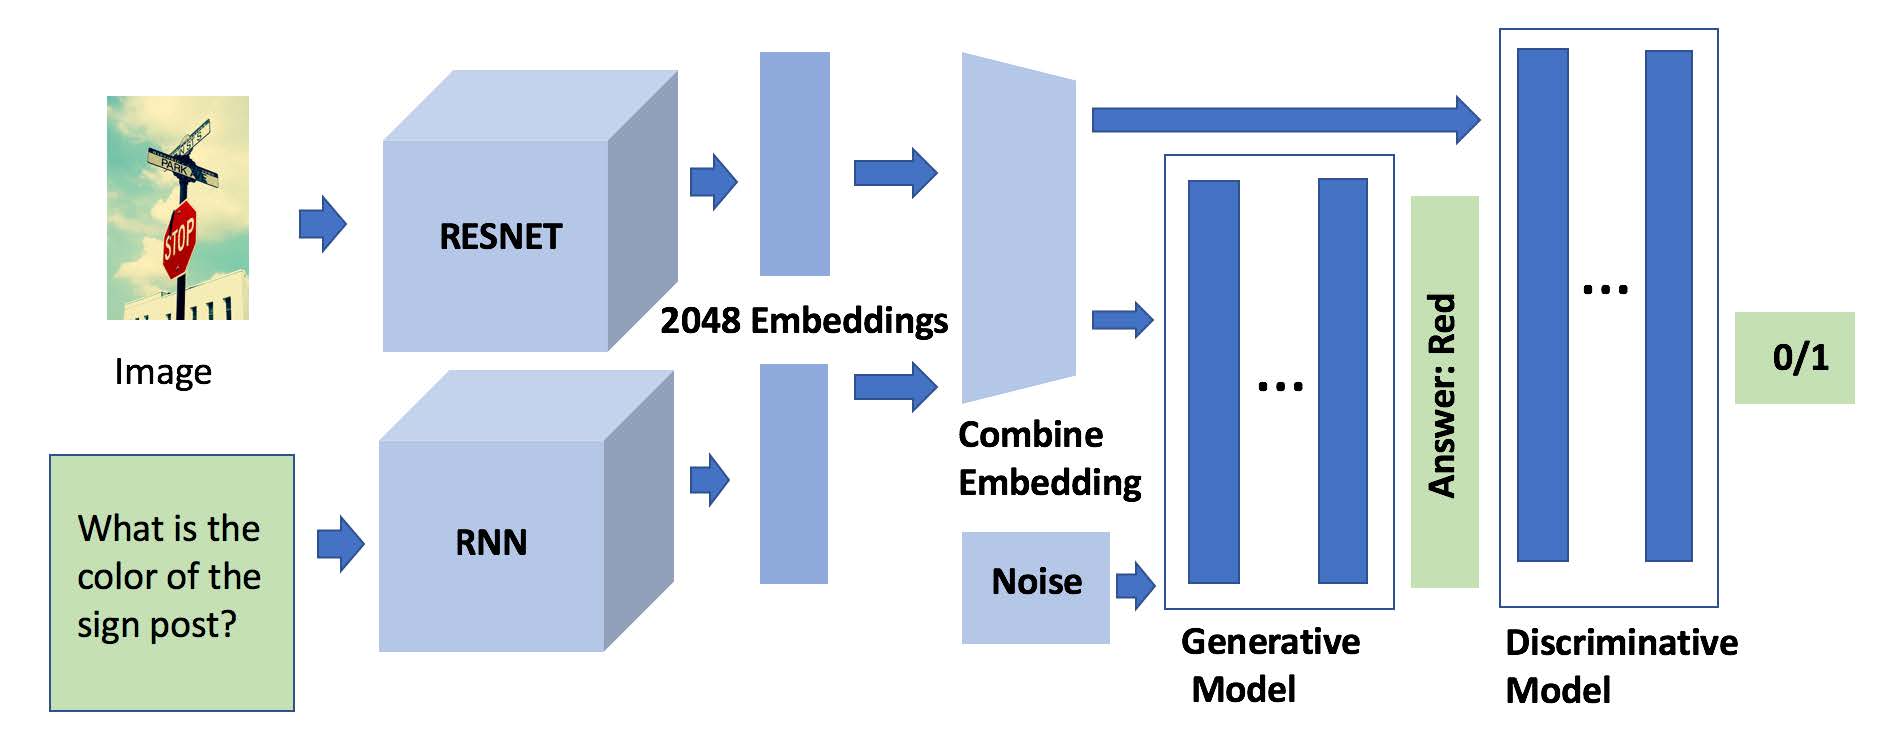 PARK
STOP
Image
What is the
color of the
sign post?
RESNET
RNN
2048 Embeddings
Combine
Embedding
Noise
Generative
Model
Answer: Red
Discriminative
Model
0/1
...
...